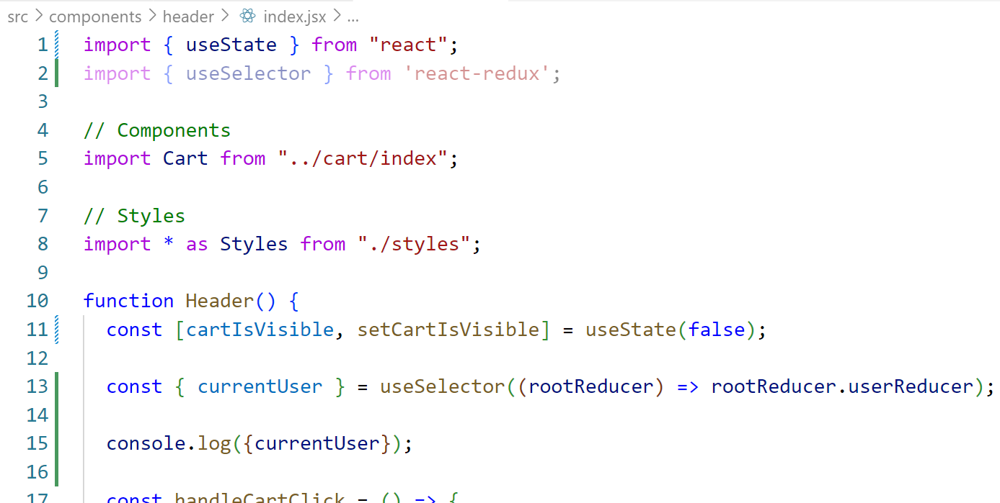 src > components > header > index.jsx > ...
1 import { useState } from "react";
2 import { useSelector } from 'react-redux';
3
4 // Components
5 import Cart from "../cart/index";
6
7 // Styles
8 import * as Styles from "./styles";
9
10 function Header() {
11 const [cartIsVisible, setCartIsVisible] = useState(false);
12
13 const { currentUser } = useSelector((rootReducer) => rootReducer.userReducer);
14
15 console.log({currentUser});
16
17 const handleCartClick = () => {